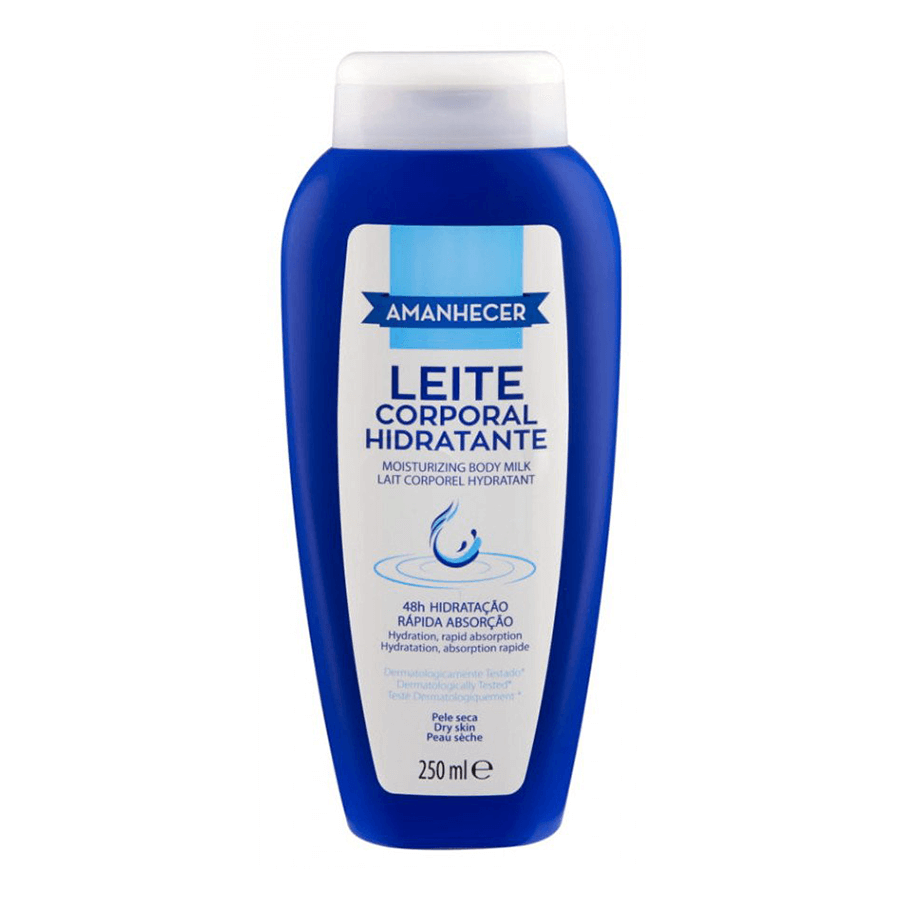 AMANHECER
LEITE
CORPORAL
HIDRATANTE
MOISTURIZING BODY MILK
LAIT CORPOREL HYDRATANT
48h HIDRATAÇÃO
RÁPIDA ABSORÇÃO
Hydration, rapid absorption
Hydratation, absorption rapide
Dermatologicamente Testado*
Dermatologically Tested*
Testé Dermatologiquement *
Pele seca
Dry skin
Peau sèche
250 ml ℮